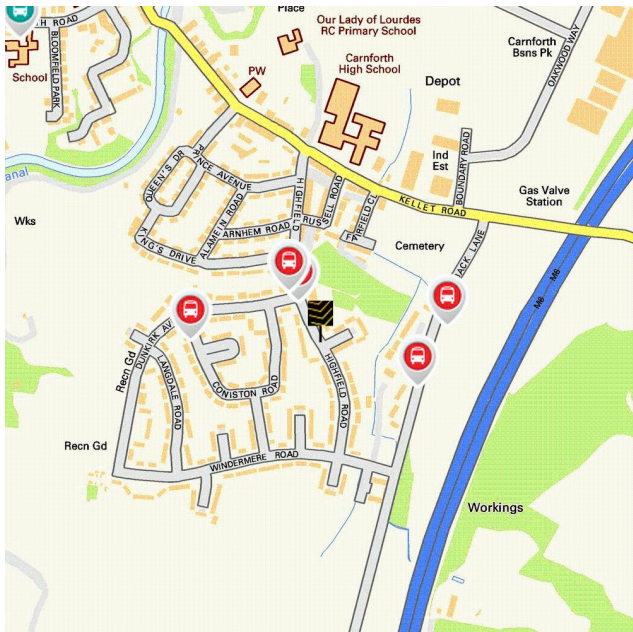 Place
Our Lady of Lourdes
RC Primary School
H ROAD
School
BLOOMFIELD PARK
PW
Carnforth
High School
Depot
Carnforth
Bsns Pk
OAKWOOD WAY
Ind
Est
BOUNDARY ROAD
Gas Valve
Station
KELLET ROAD
QUEEN'S DR
PRINCE AVENUE
HIGHFIELD
RUSSELL ROAD
FIRFIELD CL
anal
Wks
ALAMEIN ROAD
ARNHEM ROAD
KING'S DRIVE
Cemetery
BACK LANE
M6
M6
DUNKIRK AV
Recn Gd
LANGDALE ROAD
CONISTON ROAD
HIGHFIELD ROAD
Recn Gd
WINDERMERE ROAD
Workings